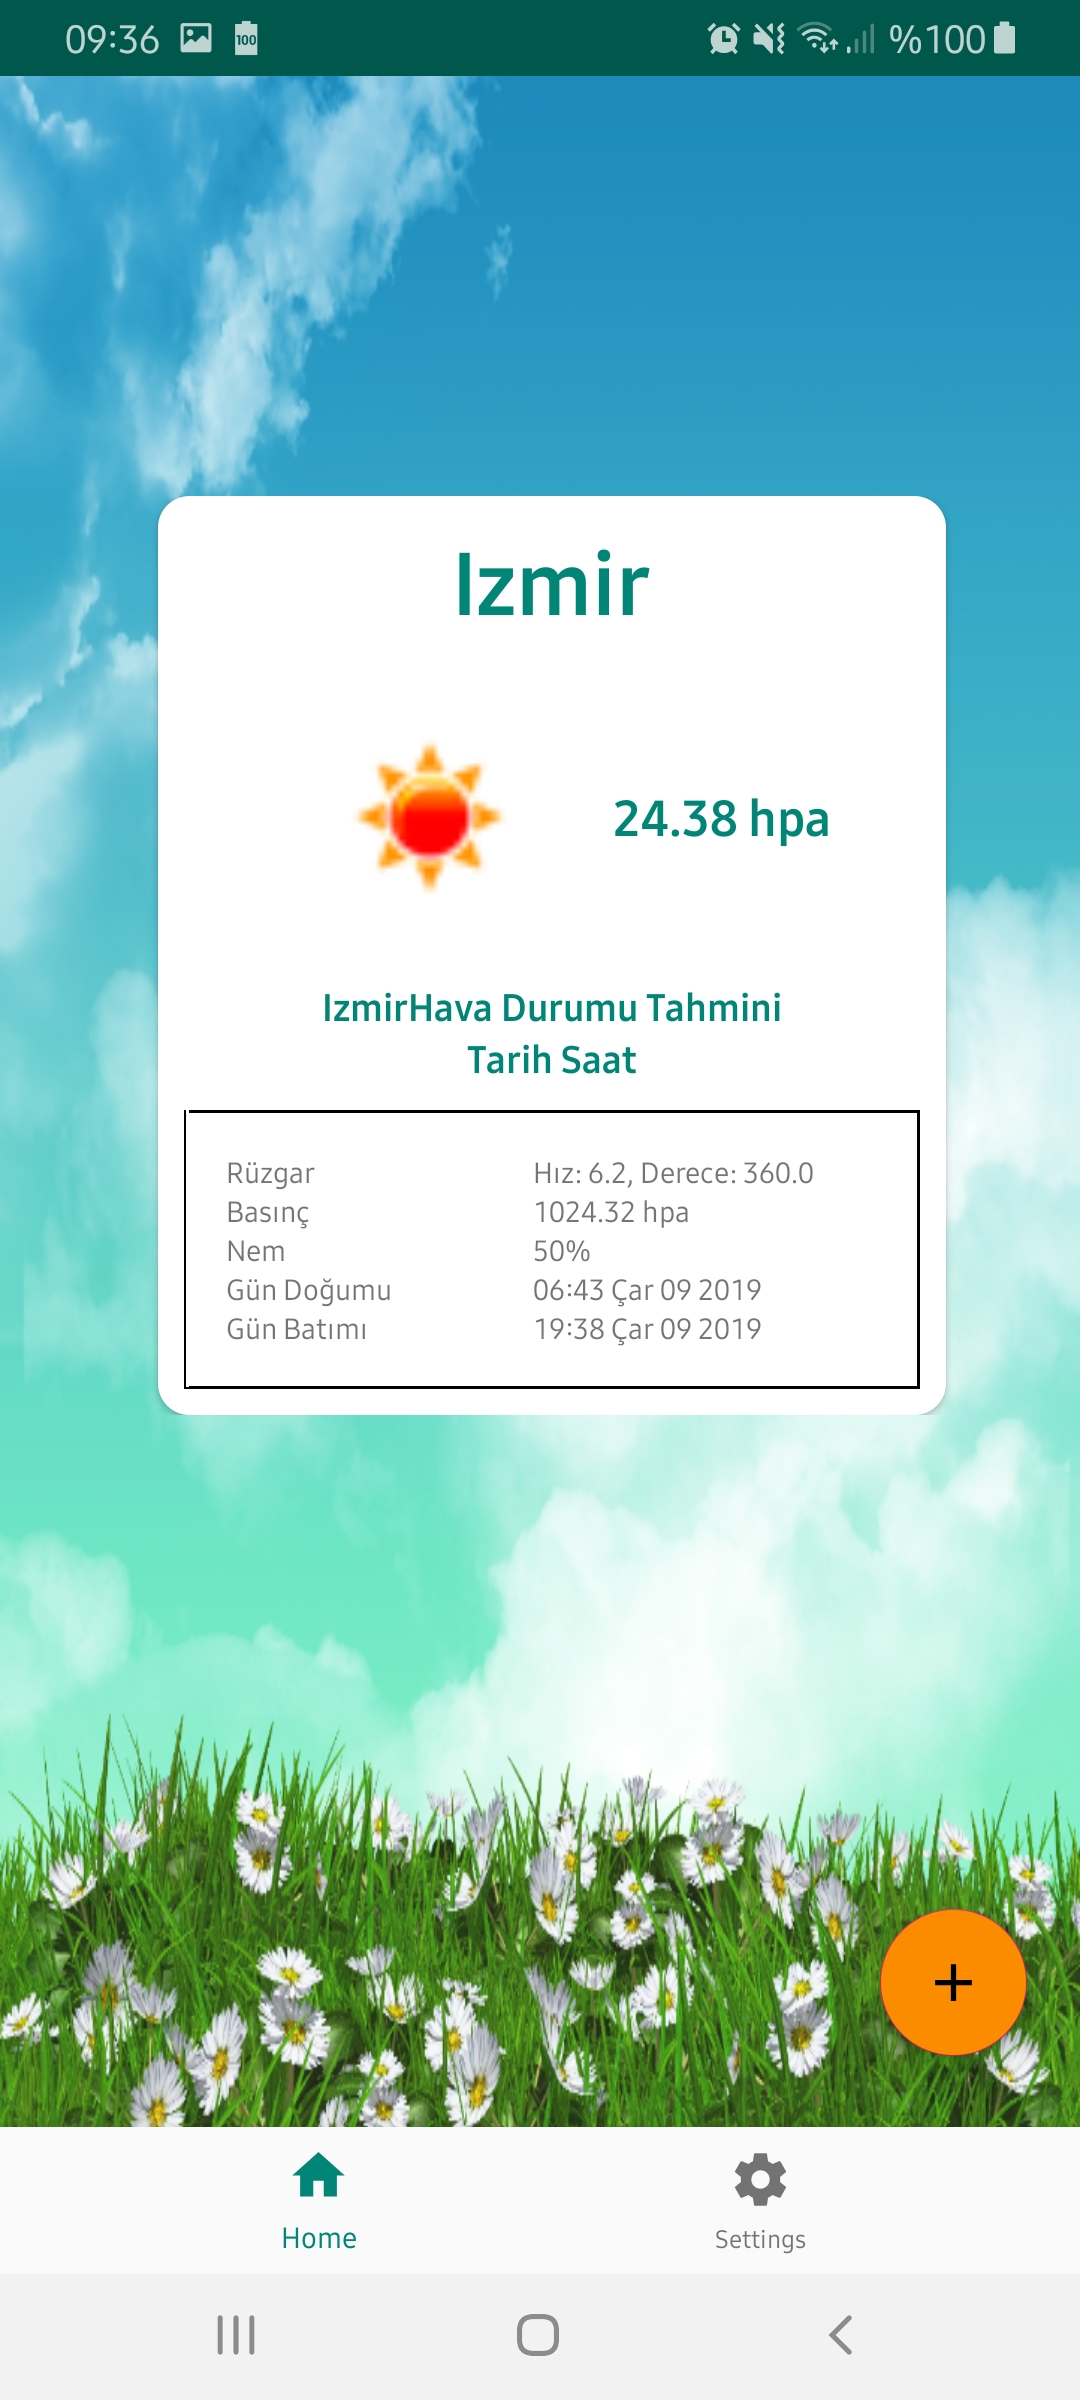 09:36 100 %100
Izmir
24.38 hpa
IzmirHava Durumu Tahmini
Tarih Saat
Rüzgar Hız: 6.2, Derece: 360.0
Basınç 1024.32 hpa
Nem 50%
Gün Doğumu 06:43 Çar 09 2019
Gün Batımı 19:38 Çar 09 2019
+
Home Settings